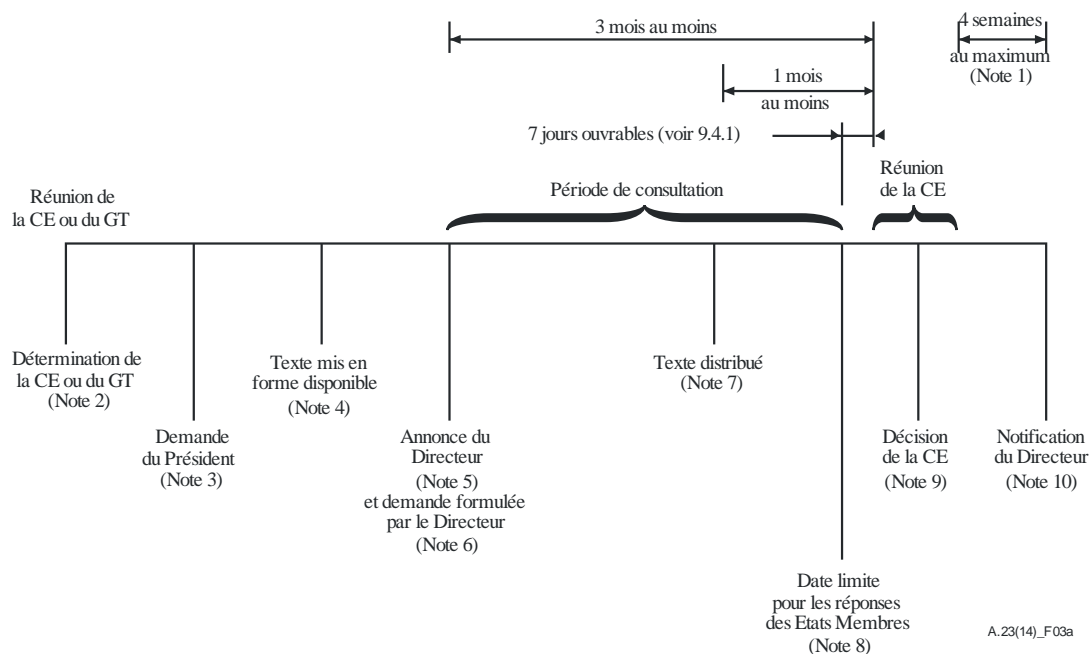 3 mois au moins
4 semaines
au maximum
(Note 1)
1 mois
au moins
7 jours ouvrables (voir 9.4.1)
Réunion de
la CE ou du GT
Période de consultation
Réunion
de la CE
Détermination de
la CE ou du GT
(Note 2)
Demande
du Président
(Note 3)
Texte mis en
forme disponible
(Note 4)
Annonce du
Directeur
(Note 5)
et demande formulée
par le Directeur
(Note 6)
Texte distribué
(Note 7)
Date limite
pour les réponses
des Etats Membres
(Note 8)
Décision
de la CE
(Note 9)
Notification
du Directeur
(Note 10)
A.23(14)_F03a